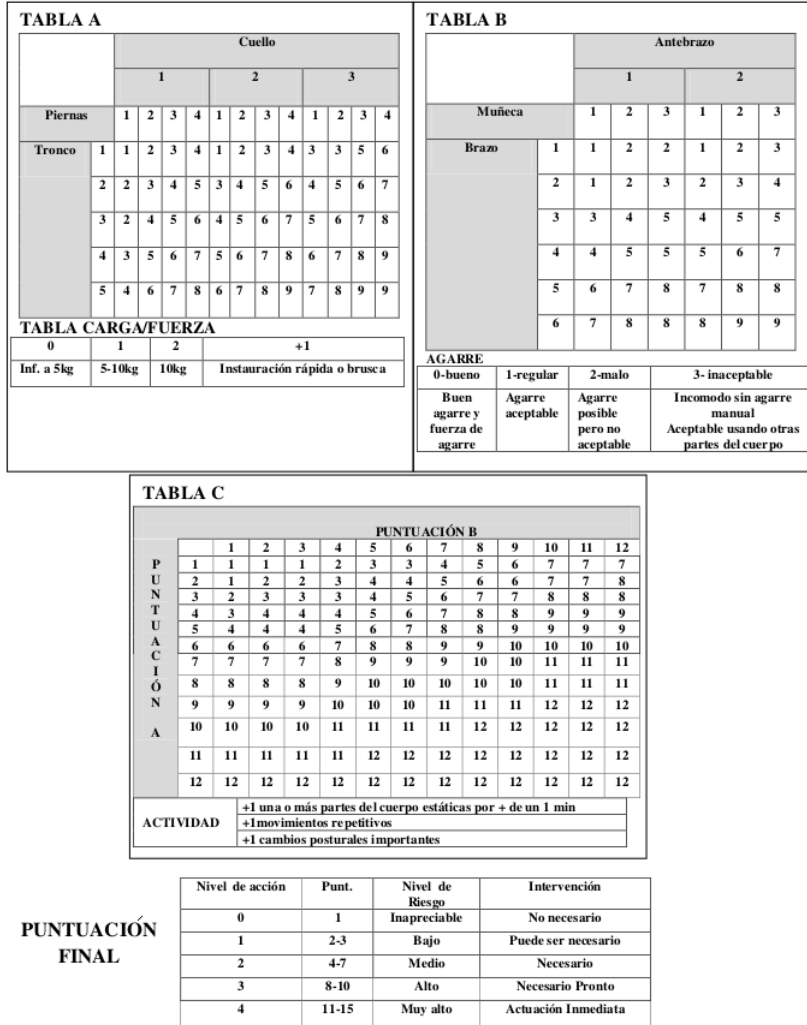 TABLA A
Cuello
1 2 3
Piernas 1 2 3 4 1 2 3 4 1 2 3 4
Tronco 1 1 2 3 4 1 2 3 4 3 3 5 6
2 2 3 4 5 3 4 5 6 4 5 6 7
3 2 4 5 6 4 5 6 7 5 6 7 8
4 3 5 6 7 5 6 7 8 6 7 8 9
5 4 6 7 8 6 7 8 9 7 8 9 9
TABLA CARGA/FUERZA
0 1 2 +1
Inf. a 5kg 5-10kg 10kg Instauración rápida o brusca
TABLA B
Antebrazo
1 2
Muñeca 1 2 3 1 2 3
Brazo 1 1 2 2 1 2 3
2 1 2 3 2 3 4
3 3 4 5 4 5 5
4 4 5 5 5 6 7
5 6 7 8 7 8 8
6 7 8 8 8 9 9
AGARRE
0-bueno 1-regular 2-malo 3- inaceptable
Buen Agarre Agarre Incomodo sin agarre
agarre y aceptable posible manual
fuerza de pero no Aceptable usando otras
agarre aceptable partes del cuerpo
TABLA C
PUNTUACIÓN B
1 2 3 4 5 6 7 8 9 10 11 12
PUNTUACIÓN A
1 1 1 1 2 3 3 4 5 6 7 7 7
2 1 2 2 3 4 4 5 6 6 7 7 8
3 2 3 3 3 4 5 6 7 7 8 8 8
4 3 4 4 4 5 6 7 8 8 9 9 9
5 4 4 4 5 6 7 8 8 9 9 9 9
6 6 6 6 7 8 8 9 9 10 10 10 10
7 7 7 7 8 9 9 9 10 10 11 11 11
8 8 8 8 9 10 10 10 10 10 11 11 11
9 9 9 9 10 10 10 11 11 11 12 12 12
10 10 10 10 11 11 11 11 12 12 12 12 12
11 11 11 11 11 12 12 12 12 12 12 12 12
12 12 12 12 12 12 12 12 12 12 12 12 12
ACTIVIDAD
+1 una o más partes del cuerpo estáticas por + de un 1 min
+1movimientos repetitivos
+1 cambios posturales importantes
PUNTUACIÓN
FINAL
Nivel de acción Punt. Nivel de Intervención
Riesgo
0 1 Inapreciable No necesario
1 2-3 Bajo Puede ser necesario
2 4-7 Medio Necesario
3 8-10 Alto Necesario Pronto
4 11-15 Muy alto Actuación Inmediata